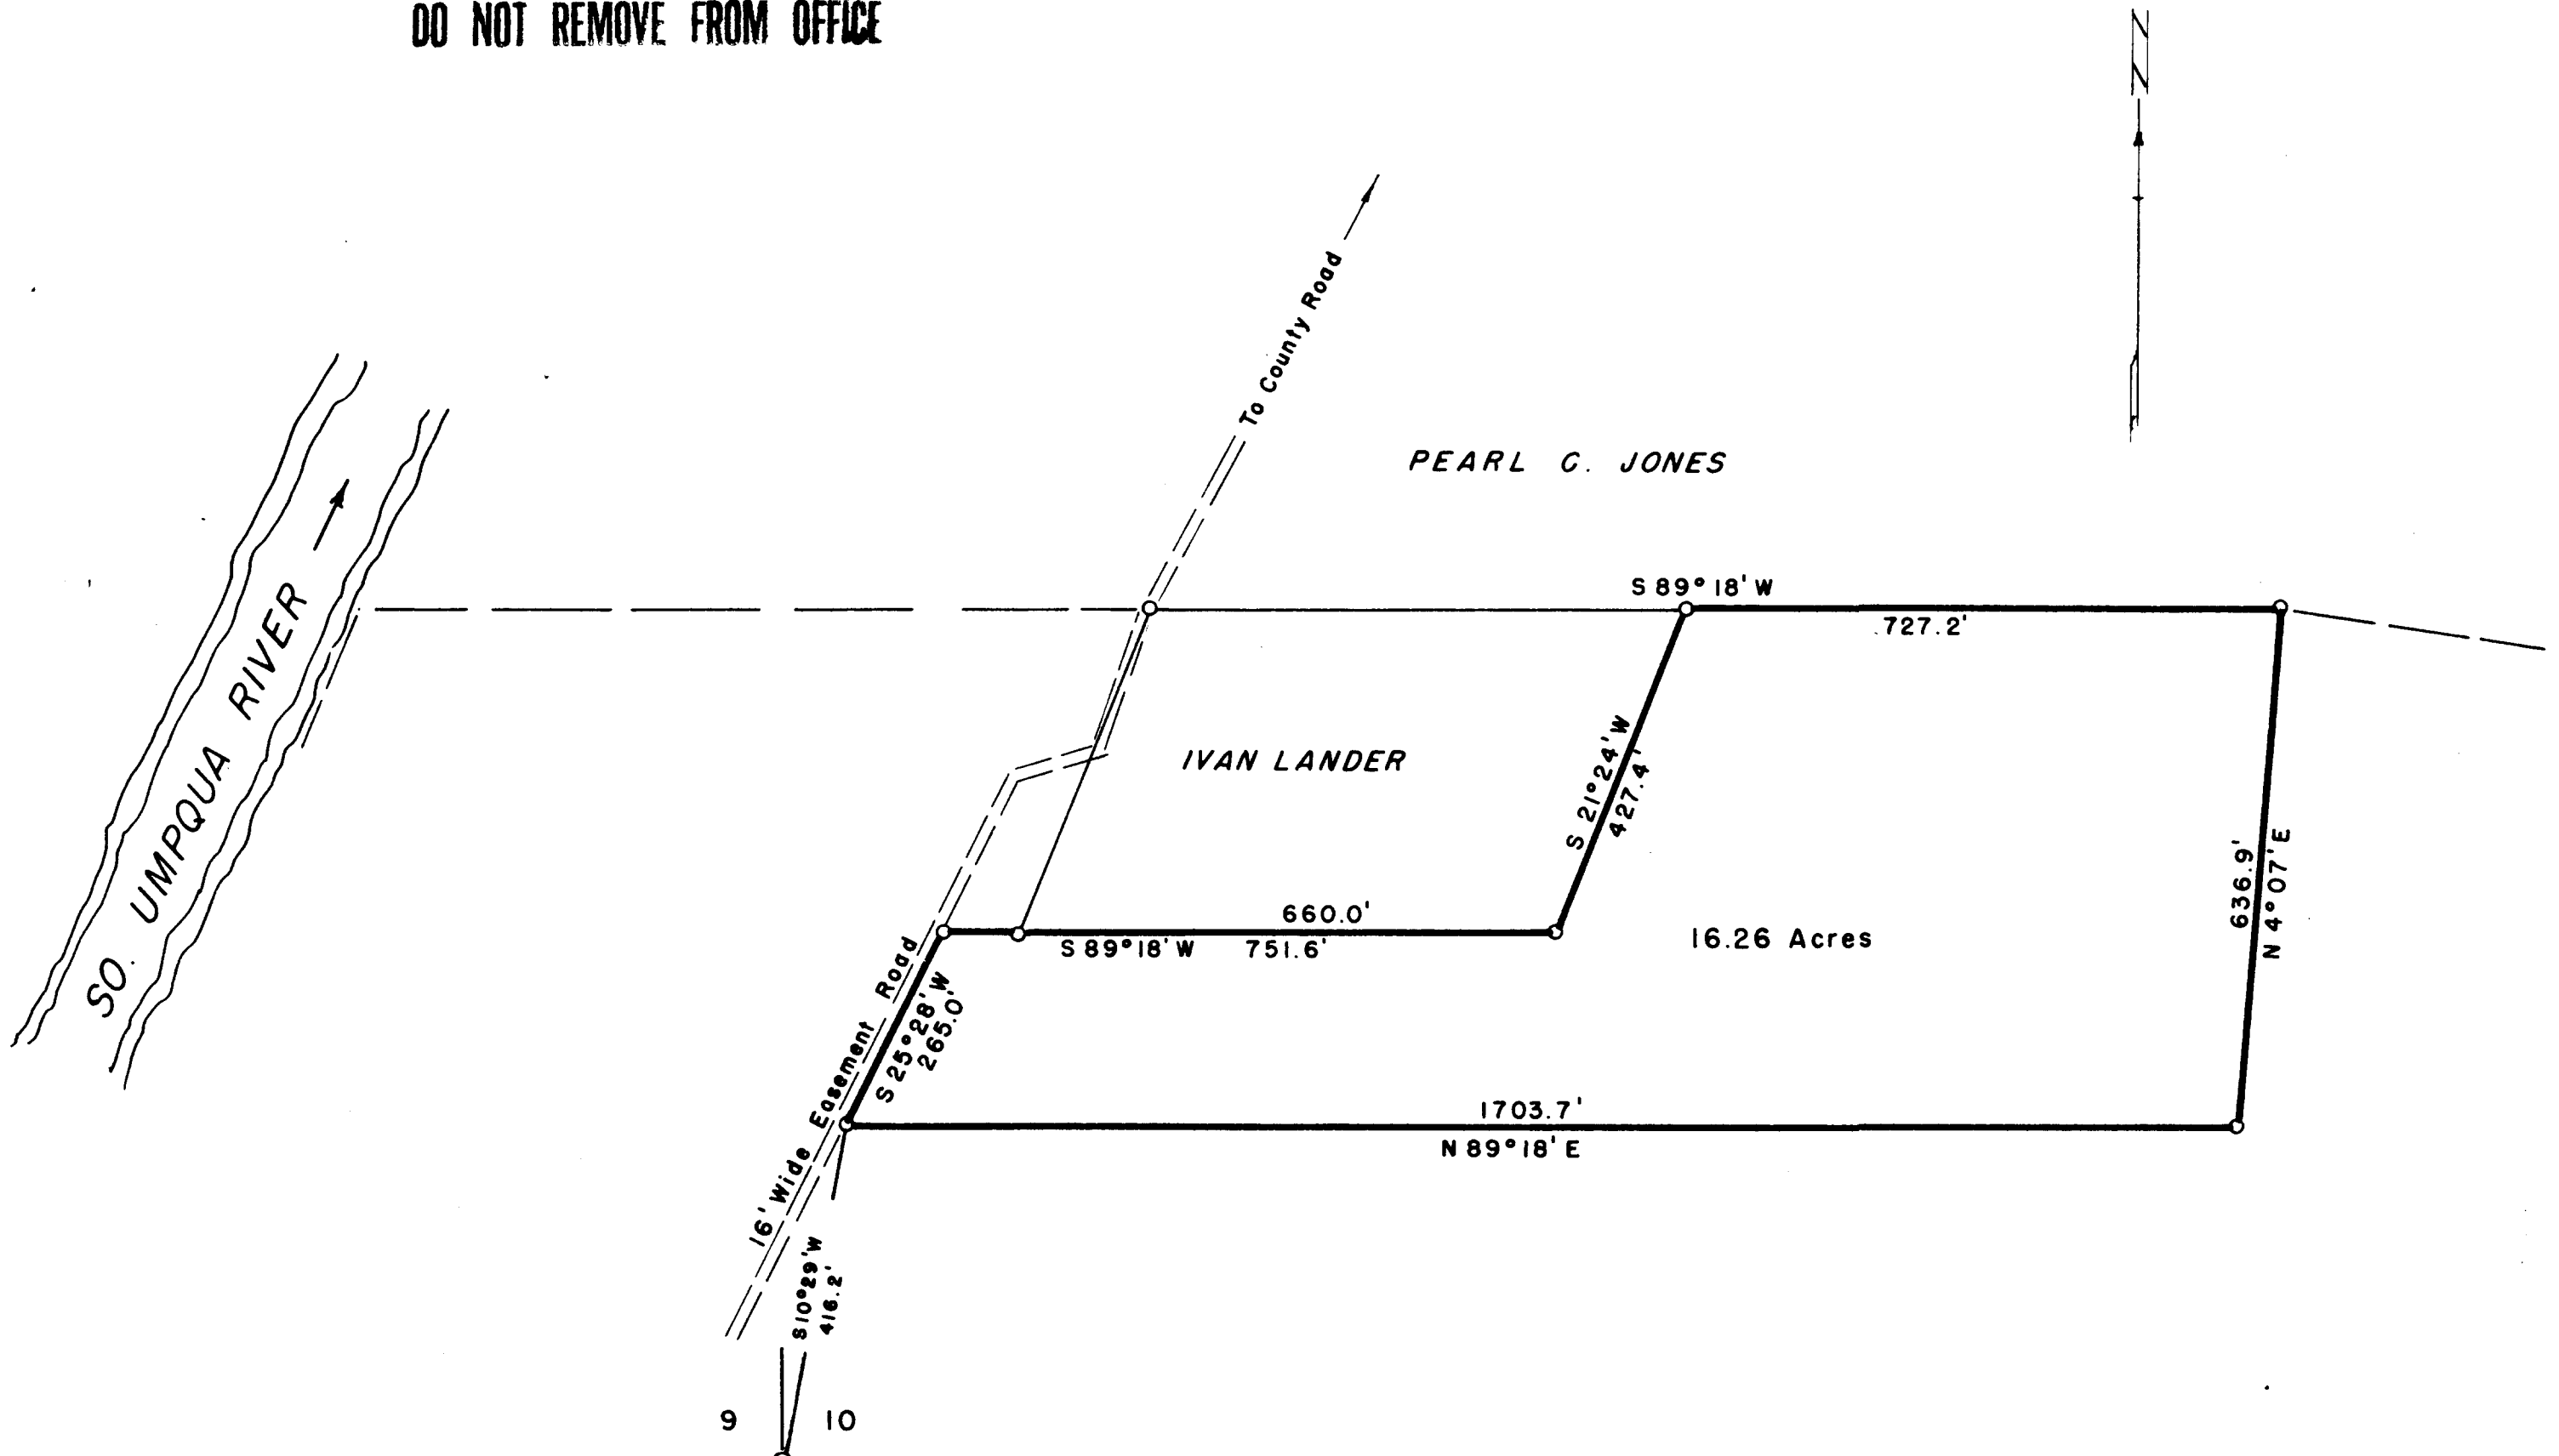 DO NOT REMOVE FROM OFFICE
N
To County Road
PEARL C. JONES
S 89° 18' W
727.2'
SO. UMPQUA RIVER
IVAN LANDER
S 21° 24' W
427.4'
636.9'
N 4° 07' E
660.0'
S 89° 18' W 751.6'
16.26 Acres
16' Wide Easement Road
S 25° 28' W
265.0'
1703.7'
N 89° 18' E
S 10° 29' W
416.2'
9 10